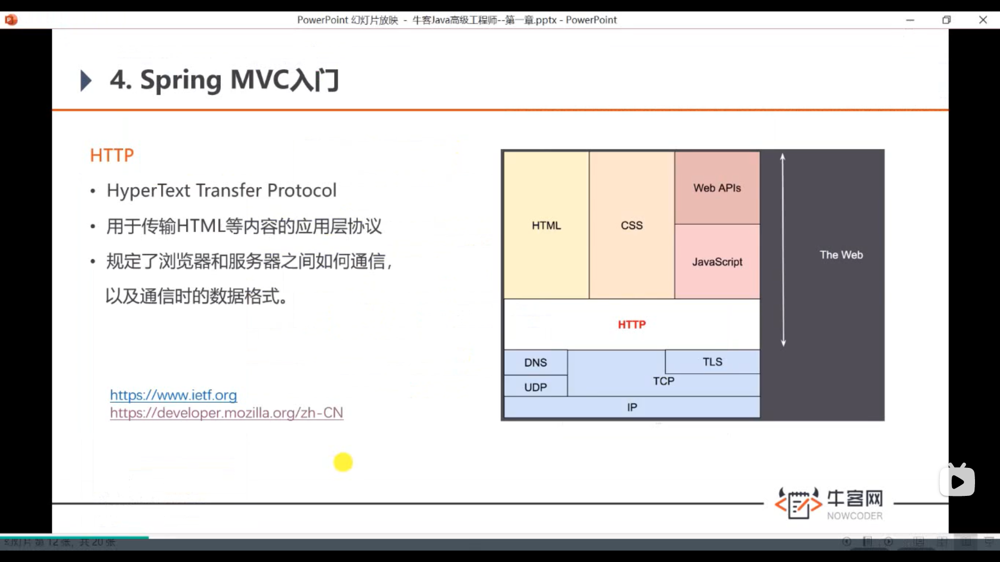 PowerPoint 幻灯片放映 - 牛客Java高级工程师--第一章.pptx - PowerPoint
4. Spring MVC入门
HTTP
• HyperText Transfer Protocol
• 用于传输HTML等内容的应用层协议
• 规定了浏览器和服务器之间如何通信，
以及通信时的数据格式。
https://www.ietf.org
https://developer.mozilla.org/zh-CN
HTML
CSS
Web APIs
JavaScript
The Web
HTTP
DNS
TLS
UDP
TCP
IP
牛客网
NOWCODER
幻灯片 第 12 张，共 20 张